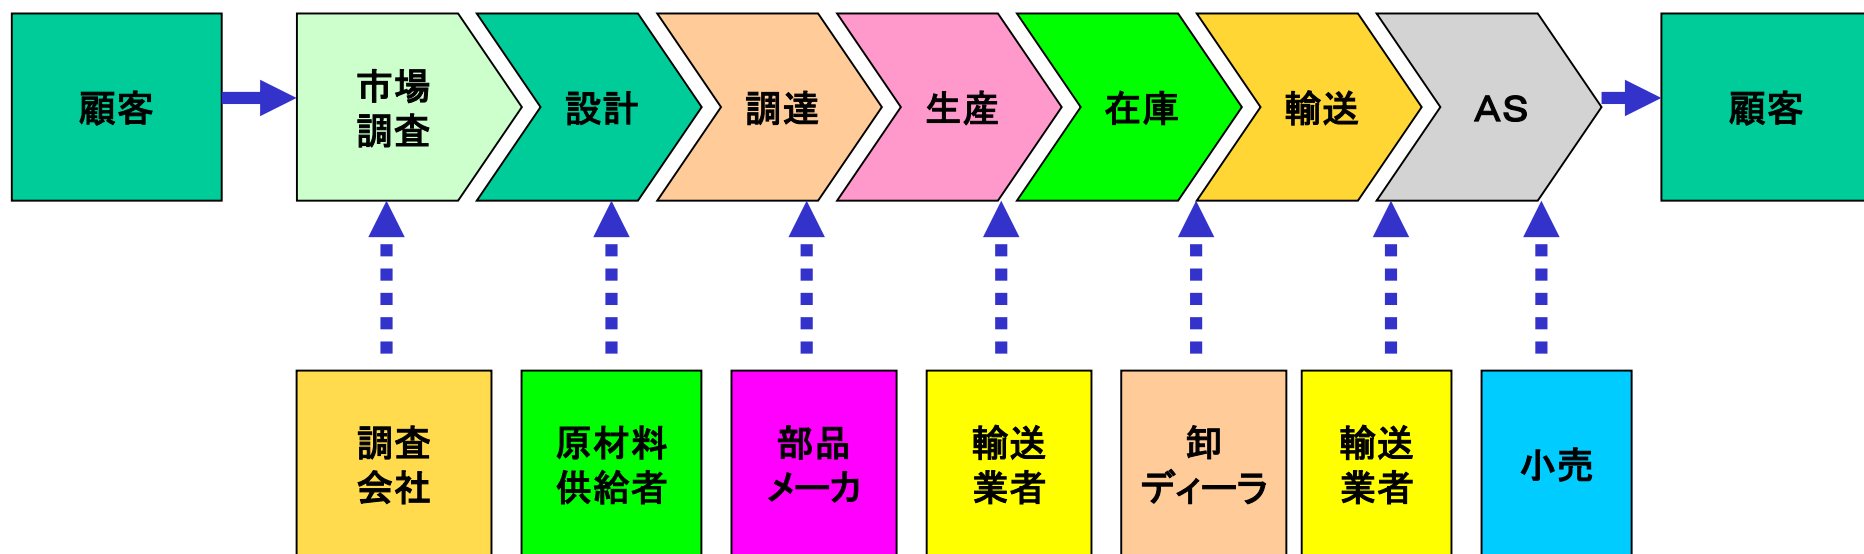 顧客
市場
調査
設計
調達
生産
在庫
輸送
AS
顧客
調査
会社
原材料
供給者
部品
メーカ
輸送
業者
卸
ディーラ
輸送
業者
小売